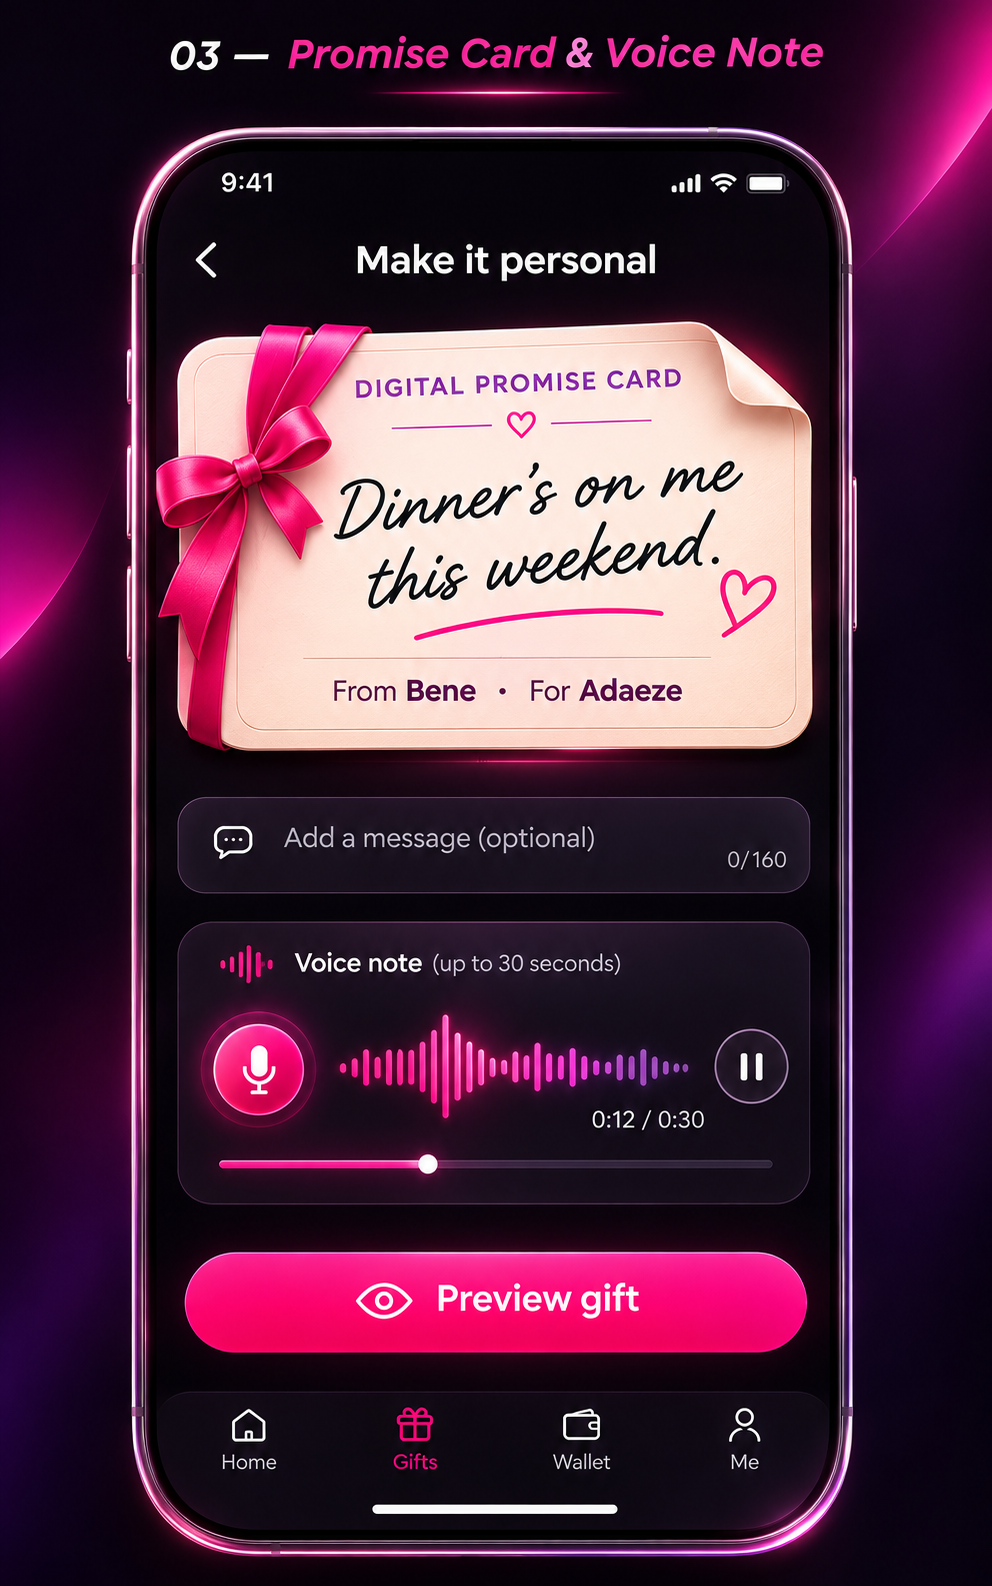 03 — Promise Card & Voice Note
9:41
Make it personal
DIGITAL PROMISE CARD
Dinner's on me
this weekend.
From Bene • For Adaeze
Add a message (optional)
0/160
Voice note (up to 30 seconds)
0:12 / 0:30
Preview gift
Home Gifts Wallet Me